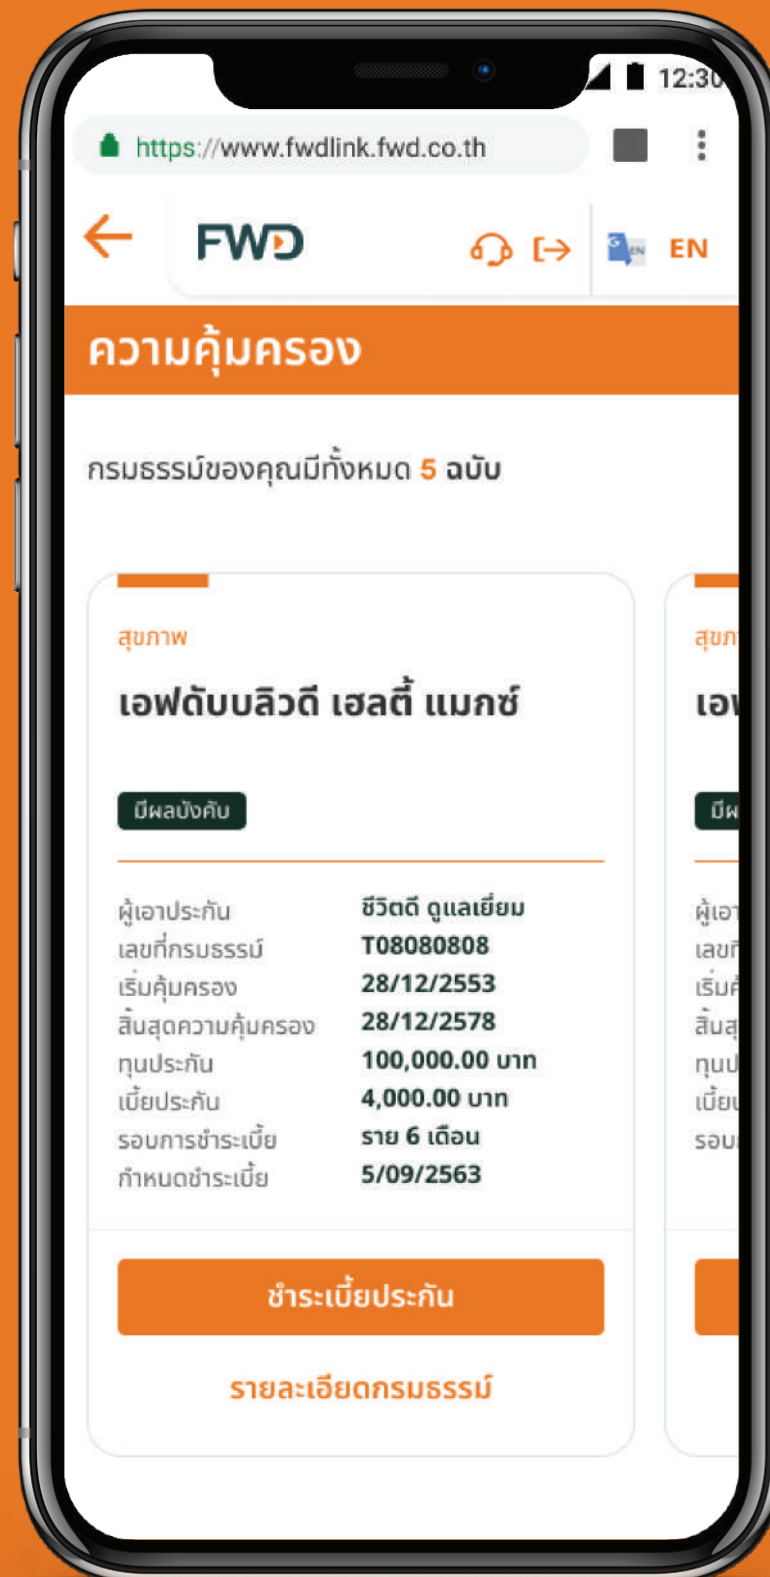 12:30
https://www.fwdlink.fwd.co.th
FWD
G EN EN
ความคุ้มครอง
กรมธรรม์ของคุณมีทั้งหมด 5 ฉบับ
สุขภาพ
เอฟดับบลิวดี เฮลตี้ แมกซ์
มีผลบังคับ
ผู้เอาประกัน ชีวิตดี ดูแลเยี่ยม
เลขที่กรมธรรม์ T08080808
เริ่มคุ้มครอง 28/12/2553
สิ้นสุดความคุ้มครอง 28/12/2578
ทุนประกัน 100,000.00 บาท
เบี้ยประกัน 4,000.00 บาท
รอบการชำระเบี้ย ราย 6 เดือน
กำหนดชำระเบี้ย 5/09/2563
ชำระเบี้ยประกัน
รายละเอียดกรมธรรม์